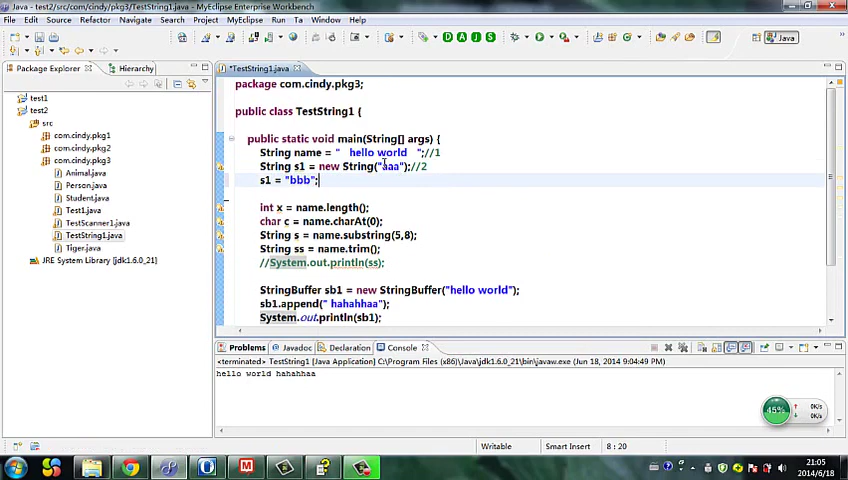 Java - test2/src/com/cindy/pkg3/TestString1.java - MyEclipse Enterprise Workbench
File Edit Source Refactor Navigate Search Project MyEclipse Run Ta Window Help
Java
Package Explorer Hierarchy *TestString1.java
test1
test2
src
com.cindy.pkg1
com.cindy.pkg2
com.cindy.pkg3
Animal.java
Person.java
Student.java
Test1.java
TestScanner1.java
TestString1.java
Tiger.java
JRE System Library [jdk1.6.0_21]
package com.cindy.pkg3;
public class TestString1 {
public static void main(String[] args) {
String name = "   hello world   ";//1
String s1 = new String("aaa");//2
s1 = "bbb";
int x = name.length();
char c = name.charAt(0);
String s = name.substring(5,8);
String ss = name.trim();
//System.out.println(ss);
StringBuffer sb1 = new StringBuffer("hello world");
sb1.append(" hahahhaa");
System.out.println(sb1);
Problems Javadoc Declaration Console
<terminated> TestString1 [Java Application] C:\Program Files (x86)\Java\jdk1.6.0_21\bin\javaw.exe (Jun 18, 2014 9:04:49 PM)
hello world hahahhaa
45% 0K/s
0K/s
Writable Smart Insert 8 : 20
21:05
2014/6/18